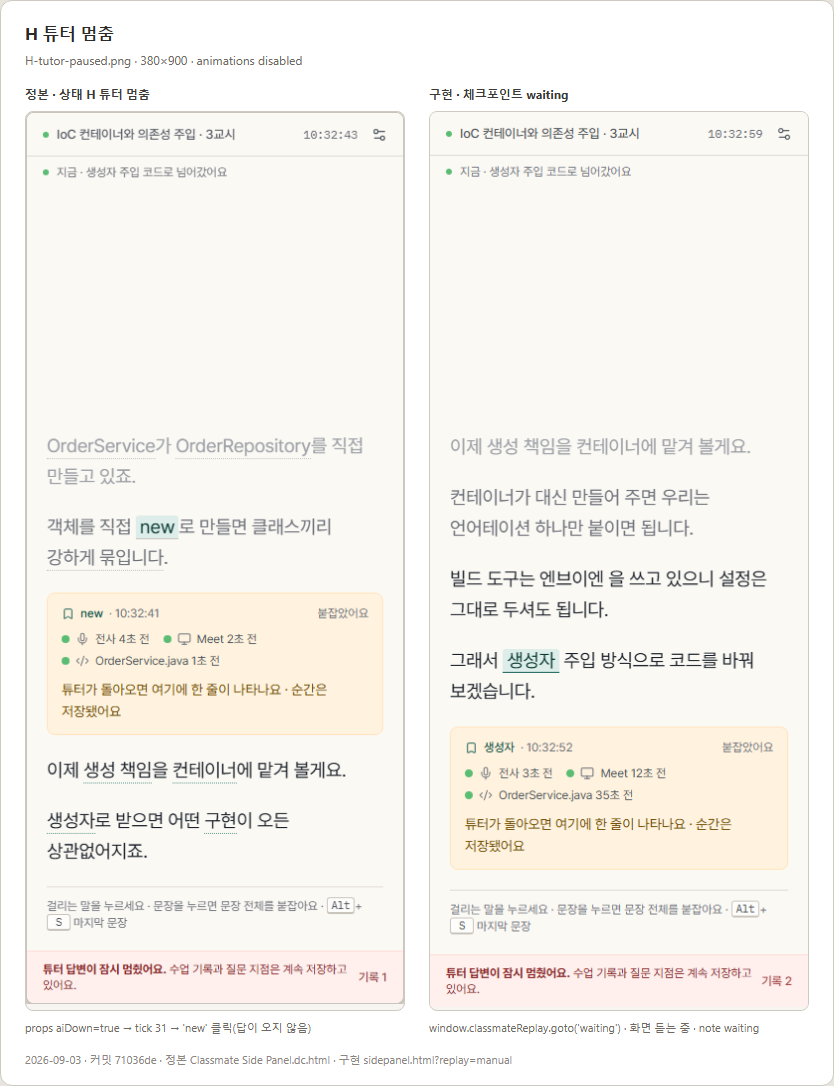 H 튜터 멈춤
H-tutor-paused.png · 380×900 · animations disabled
정본 · 상태 H 튜터 멈춤
IoC 컨테이너와 의존성 주입 · 3교시 10:32:43
지금 · 생성자 주입 코드로 넘어갔어요
OrderService가 OrderRepository를 직접
만들고 있죠.
객체를 직접 new로 만들면 클래스끼리
강하게 묶입니다.
new · 10:32:41 붙잡았어요
전사 4초 전 Meet 2초 전
OrderService.java 1초 전
튜터가 돌아오면 여기에 한 줄이 나타나요 · 순간은
저장됐어요
이제 생성 책임을 컨테이너에 맡겨 볼게요.
생성자로 받으면 어떤 구현이 오든
상관없어지죠.
걸리는 말을 누르세요 · 문장을 누르면 문장 전체를 붙잡아요 · Alt +
S 마지막 문장
튜터 답변이 잠시 멈췄어요. 수업 기록과 질문 지점은 계속 저장하고
있어요.
기록 1
props aiDown=true → tick 31 → 'new' 클릭(답이 오지 않음)
구현 · 체크포인트 waiting
IoC 컨테이너와 의존성 주입 · 3교시 10:32:59
지금 · 생성자 주입 코드로 넘어갔어요
이제 생성 책임을 컨테이너에 맡겨 볼게요.
컨테이너가 대신 만들어 주면 우리는
언어테이션 하나만 붙이면 됩니다.
빌드 도구는 엔브이엔 을 쓰고 있으니 설정은
그대로 두셔도 됩니다.
그래서 생성자 주입 방식으로 코드를 바꿔
보겠습니다.
생성자 · 10:32:52 붙잡았어요
전사 3초 전 Meet 12초 전
OrderService.java 35초 전
튜터가 돌아오면 여기에 한 줄이 나타나요 · 순간은
저장됐어요
걸리는 말을 누르세요 · 문장을 누르면 문장 전체를 붙잡아요 · Alt +
S 마지막 문장
튜터 답변이 잠시 멈췄어요. 수업 기록과 질문 지점은 계속 저장하고
있어요.
기록 2
window.classmateReplay.goto('waiting') · 화면 듣는 중 · note waiting
2026-09-03 · 커밋 71036de · 정본 Classmate Side Panel.dc.html · 구현 sidepanel.html?replay=manual